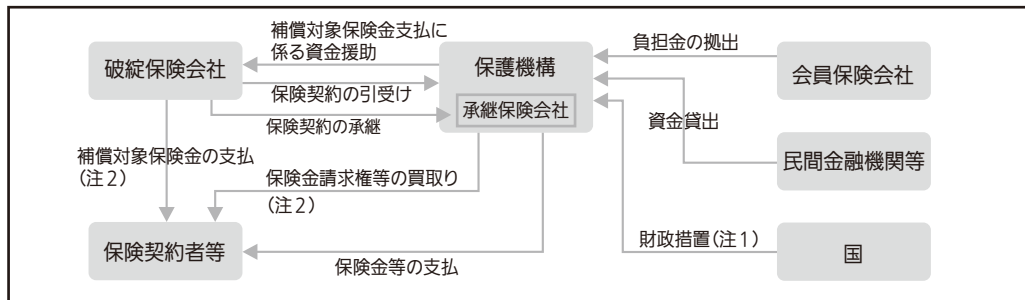 補償対象保険金支払に
係る資金援助
負担金の拠出
破綻保険会社
保護機構
会員保険会社
保険契約の引受け
承継保険会社
保険契約の承継
資金貸出
補償対象保険金の支払
(注2)
保険金請求権等の買取り
(注2)
民間金融機関等
財政措置(注1)
保険契約者等
国
保険金等の支払